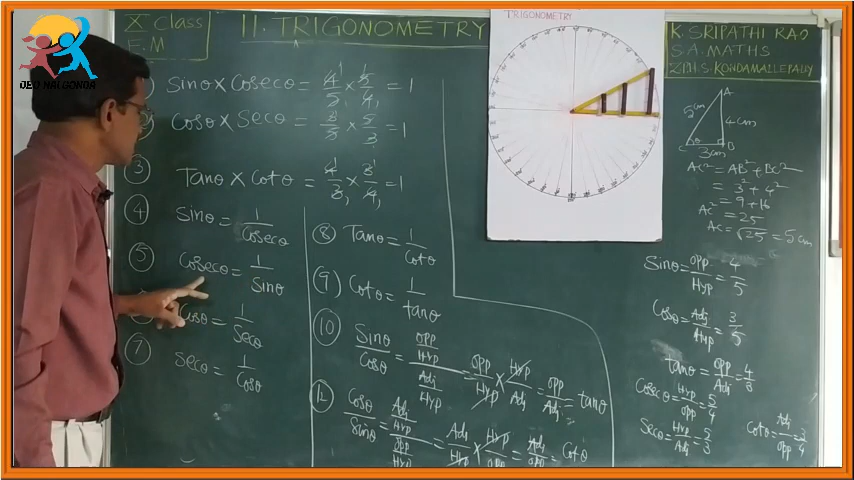 X Class
E.M
11. TRIGONOMETRY
K. SRIPATHI RAO
S.A. MATHS
Z.P.H.S-KONDAMALLEPALLY
DEO NALGONDA
TRIGONOMETRY
Sinθ × Cosecθ = 4/5 × 5/4 = 1
② Cosθ × Secθ = 3/5 × 5/3 = 1
③ Tanθ × Cotθ = 4/3 × 3/4 = 1
④ Sinθ = 1/Cosecθ
⑤ Cosecθ = 1/Sinθ
Cosθ = 1/Secθ
⑦ Secθ = 1/Cosθ
⑧ Tanθ = 1/Cotθ
⑨ Cotθ = 1/tanθ
⑩ Sinθ/Cosθ = opp/Hyp / Adj/Hyp = opp/Hyp × Hyp/Adj = opp/Adj = tanθ
Cosθ/Sinθ = Adj/Hyp / opp/Hyp = Adj/Hyp × Hyp/opp = Adj/opp = Cotθ
A
5cm
4cm
C θ B
3cm
AC² = AB² + BC²
= 3² + 4²
= 9 + 16
AC² = 25
AC = √25 = 5cm
Sinθ = opp/Hyp = 4/5
Cosθ = Adj/Hyp = 3/5
tanθ = opp/Adj = 4/3
Cosecθ = Hyp/opp = 5/4
Secθ = Hyp/Adj = 5/3
Cotθ = Adj/opp = 3/4